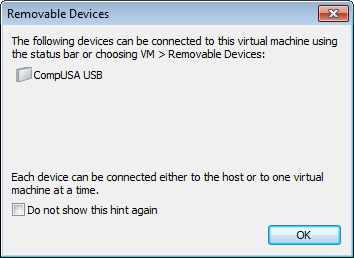 Removable Devices
The following devices can be connected to this virtual machine using
the status bar or choosing VM > Removable Devices:
CompUSA USB
Each device can be connected either to the host or to one virtual
machine at a time.
Do not show this hint again
OK